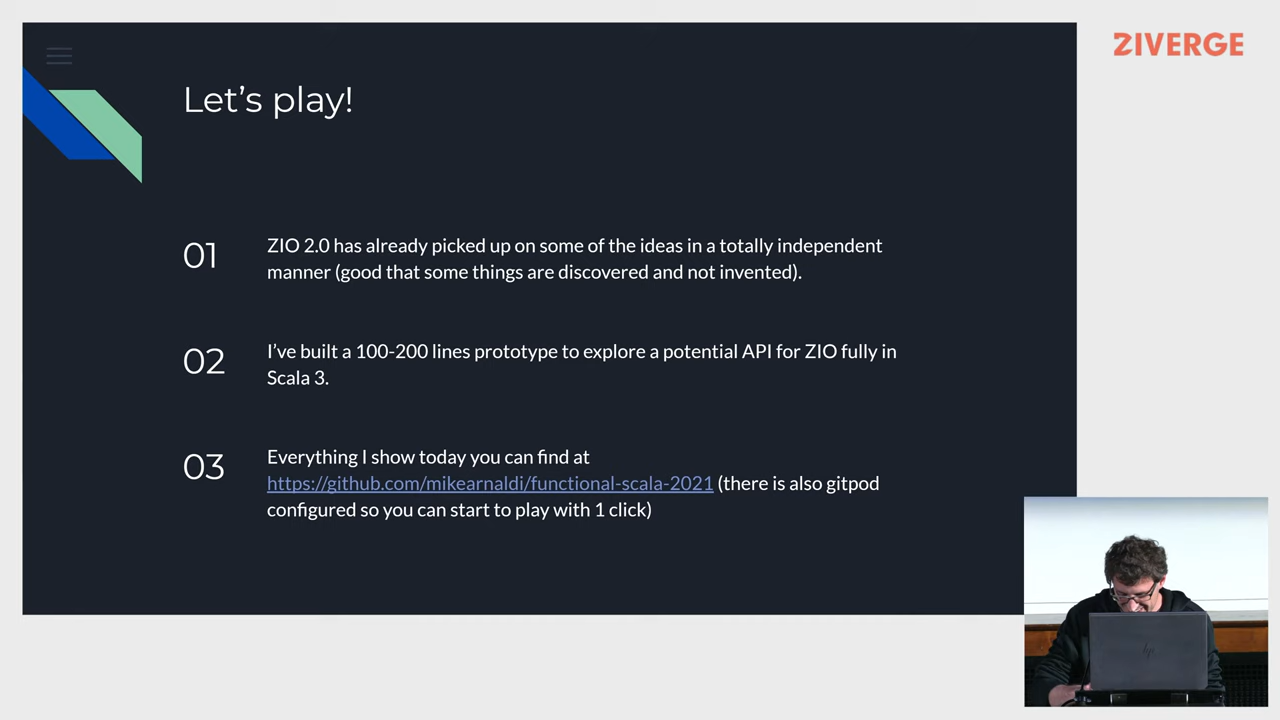 ZIVERGE
Let's play!
01
ZIO 2.0 has already picked up on some of the ideas in a totally independent
manner (good that some things are discovered and not invented).
02
I've built a 100-200 lines prototype to explore a potential API for ZIO fully in
Scala 3.
03
Everything I show today you can find at
https://github.com/mikearnaldi/functional-scala-2021 (there is also gitpod
configured so you can start to play with 1 click)
hp